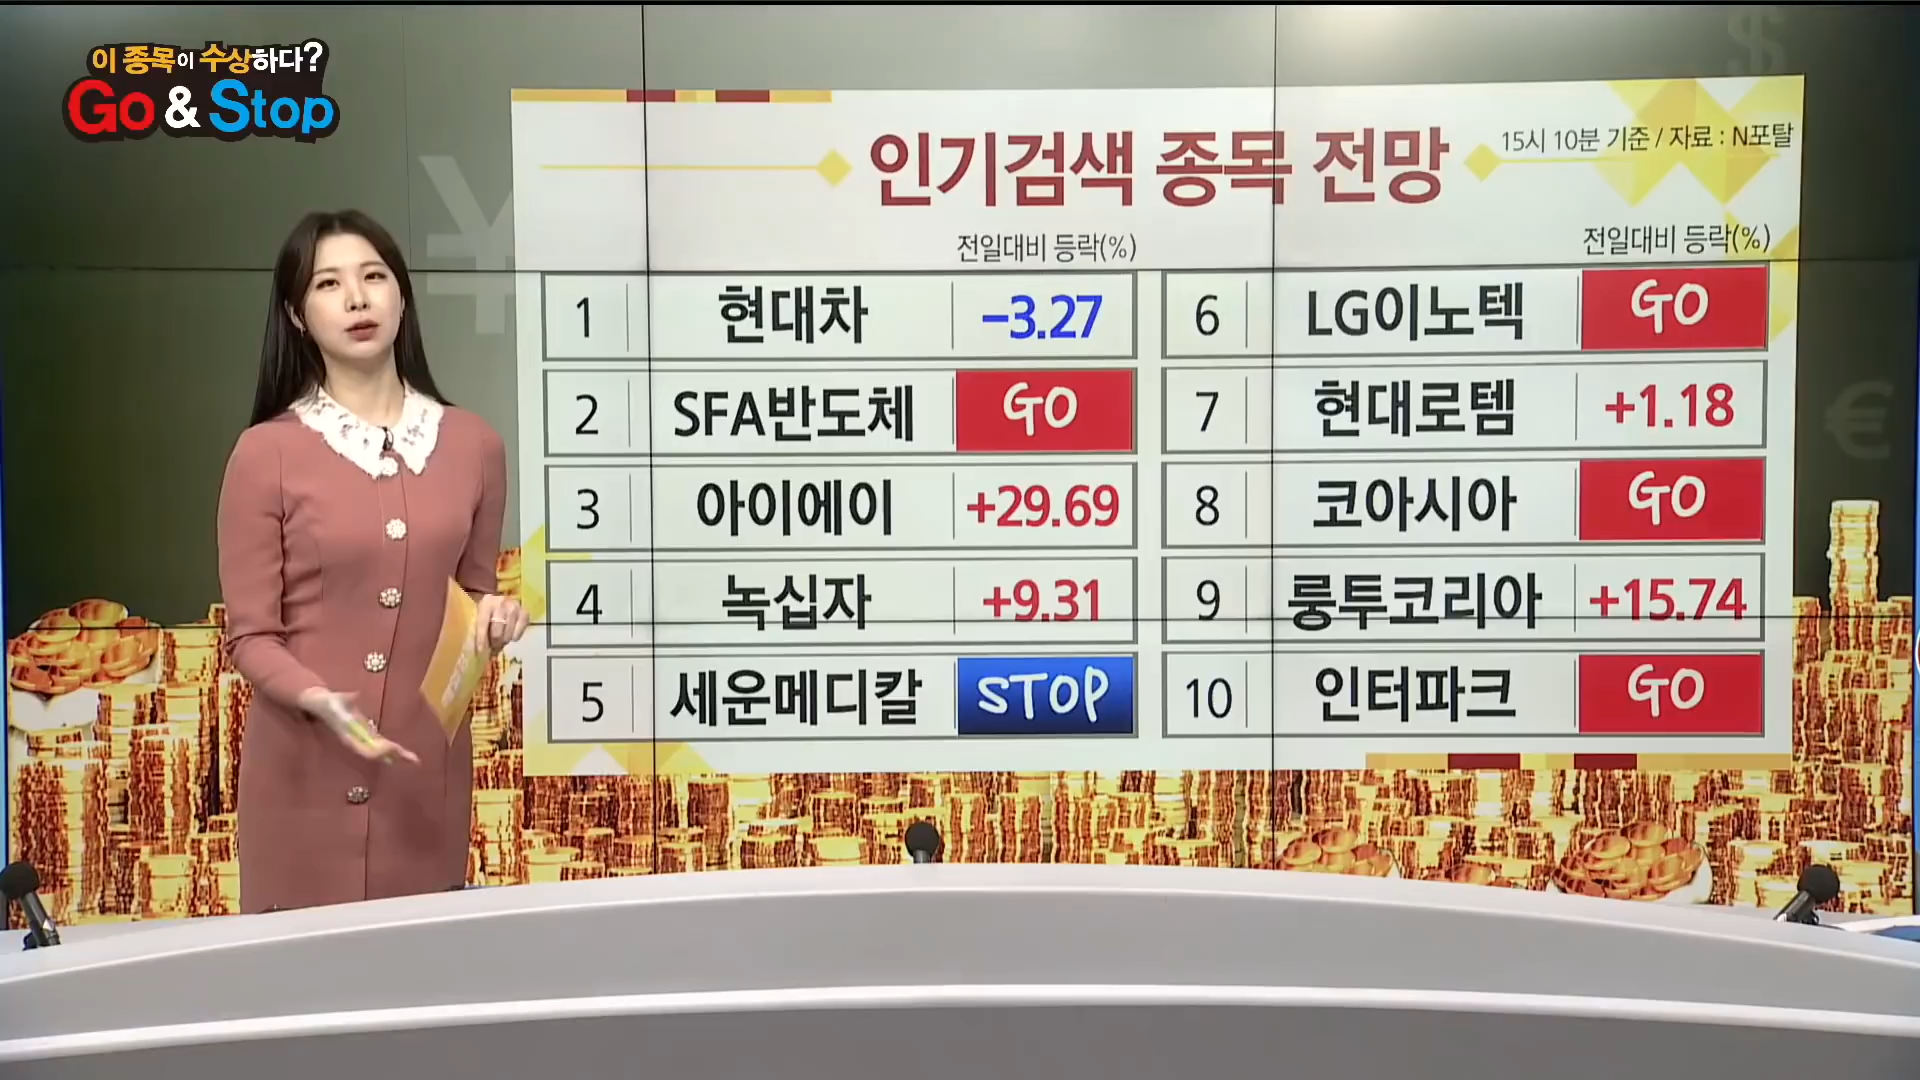 이 종목이 수상하다?
Go & Stop
인기검색 종목 전망
15시 10분 기준 / 자료 : N포탈
전일대비 등락(%)
전일대비 등락(%)
1 현대차 -3.27
2 SFA반도체 GO
3 아이에이 +29.69
4 녹십자 +9.31
5 세운메디칼 STOP
6 LG이노텍 GO
7 현대로템 +1.18
8 코아시아 GO
9 룽투코리아 +15.74
10 인터파크 GO